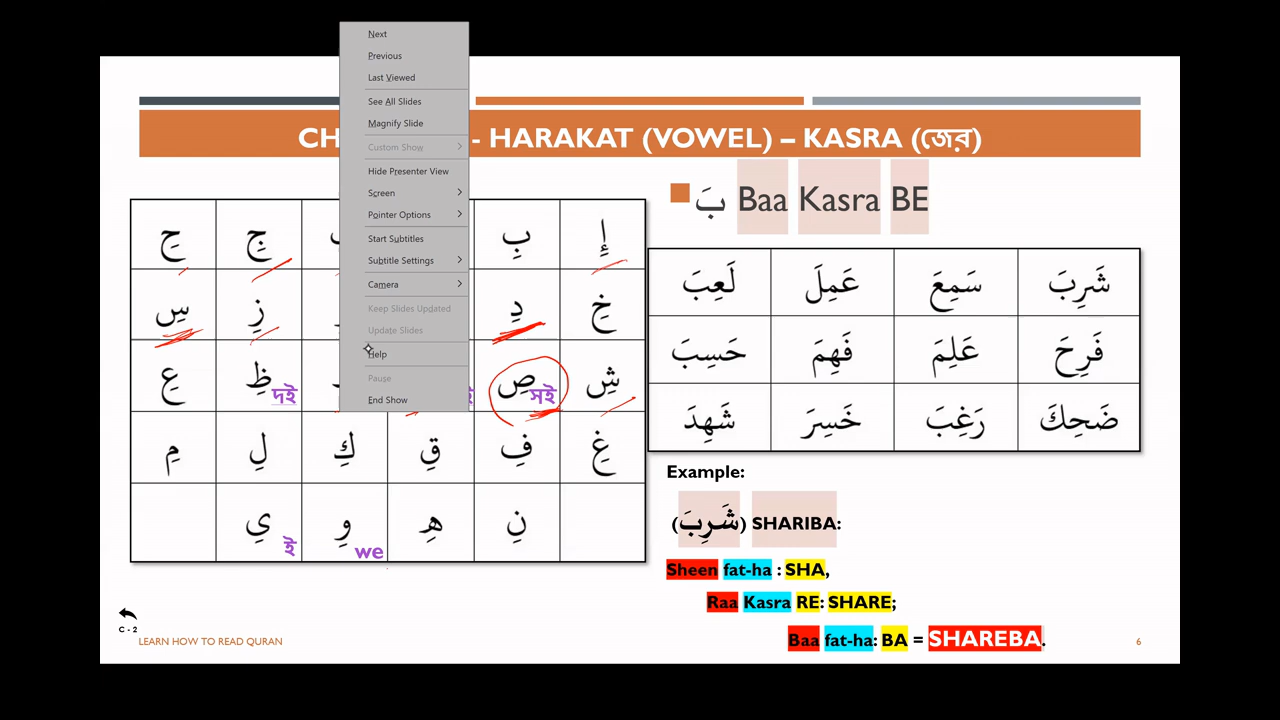 Next
Previous
Last Viewed
See All Slides
Magnify Slide
Custom Show
Hide Presenter View
Screen
Pointer Options
Start Subtitles
Subtitle Settings
Camera
Keep Slides Updated
Update Slides
Help
Pause
End Show
- HARAKAT (VOWEL) – KASRA (জের)
بَ Baa Kasra BE
إِ بِ جِ حِ
خِ دِ زِ سِ
شِ صِ সই ظِ দই عِ
غِ فِ قِ كِ لِ مِ
نِ هِ وِ we يِ ই
شَرِبَ سَمِعَ عَمِلَ لَعِبَ
فَرِحَ عَلِمَ فَهِمَ حَسِبَ
ضَحِكَ رَغِبَ خَسِرَ شَهِدَ
Example:
(شَرِبَ) SHARIBA:
Sheen fat-ha : SHA,
Raa Kasra RE: SHARE;
Baa fat-ha: BA = SHAREBA.
C - 2
LEARN HOW TO READ QURAN
6